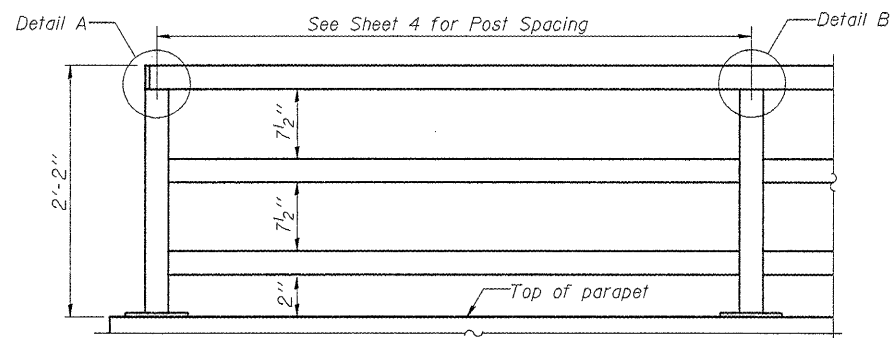 Detail A
See Sheet 4 for Post Spacing
Detail B
7½"
2'-2"
7½"
2"
Top of parapet